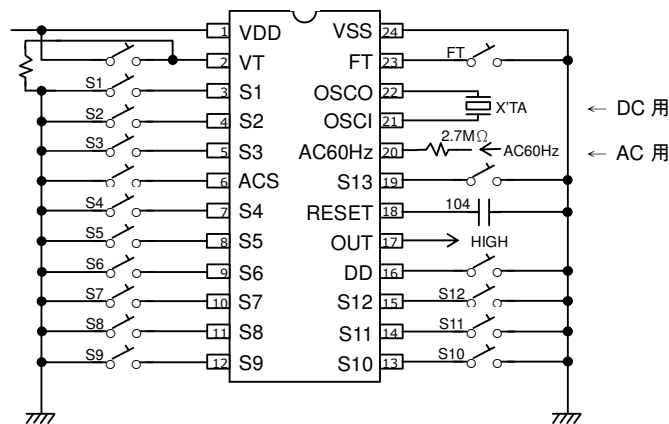 1 VDD VSS 24
2 VT FT 23 FT
S1 3 S1 OSCO 22 X'TA ← DC 用
S2 4 S2 OSCI 21
S3 5 S3 AC60Hz 20 2.7MΩ AC60Hz ← AC 用
6 ACS S13 19
S4 7 S4 RESET 18 104
S5 8 S5 OUT 17 HIGH
S6 9 S6 DD 16
S7 10 S7 S12 15 S12
S8 11 S8 S11 14 S11
S9 12 S9 S10 13 S10